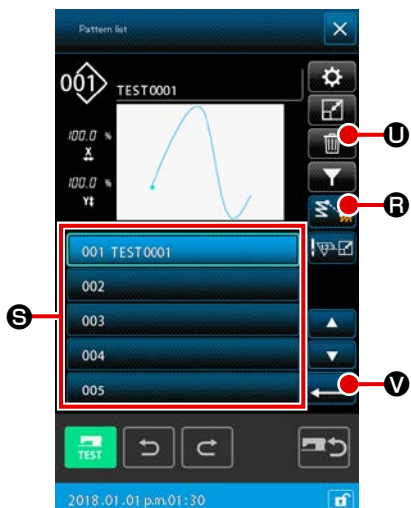 Pattern list
001
TEST0001
100.0 %
X
100.0 %
Y
U
R
123
001 TEST0001
002
003
004
005
S
V
TEST
2018.01.01 p.m.01:30